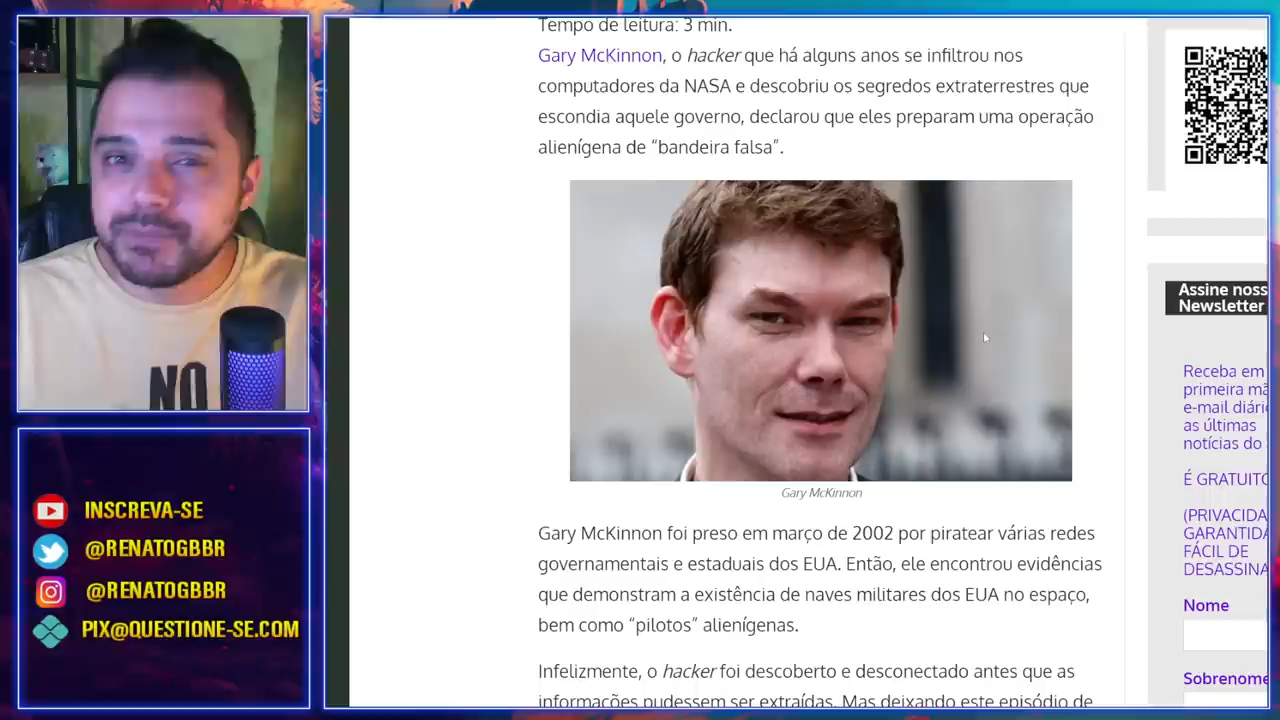 Tempo de leitura: 3 min.
Gary McKinnon, o hacker que há alguns anos se infiltrou nos
computadores da NASA e descobriu os segredos extraterrestres que
escondia aquele governo, declarou que eles preparam uma operação
alienígena de “bandeira falsa”.
Gary McKinnon
Gary McKinnon foi preso em março de 2002 por piratear várias redes
governamentais e estaduais dos EUA. Então, ele encontrou evidências
que demonstram a existência de naves militares dos EUA no espaço,
bem como “pilotos” alienígenas.
Infelizmente, o hacker foi descoberto e desconectado antes que as
informações pudessem ser extraídas. Mas deixando este episódio de
Assine noss
Newsletter
Receba em
primeira mã
e-mail diári
as últimas
notícias do
É GRATUITO
(PRIVACIDA
GARANTIDA
FÁCIL DE
DESASSINA
Nome
Sobrenome
NO
INSCREVA-SE
@RENATOGBBR
@RENATOGBBR
PIX@QUESTIONE-SE.COM